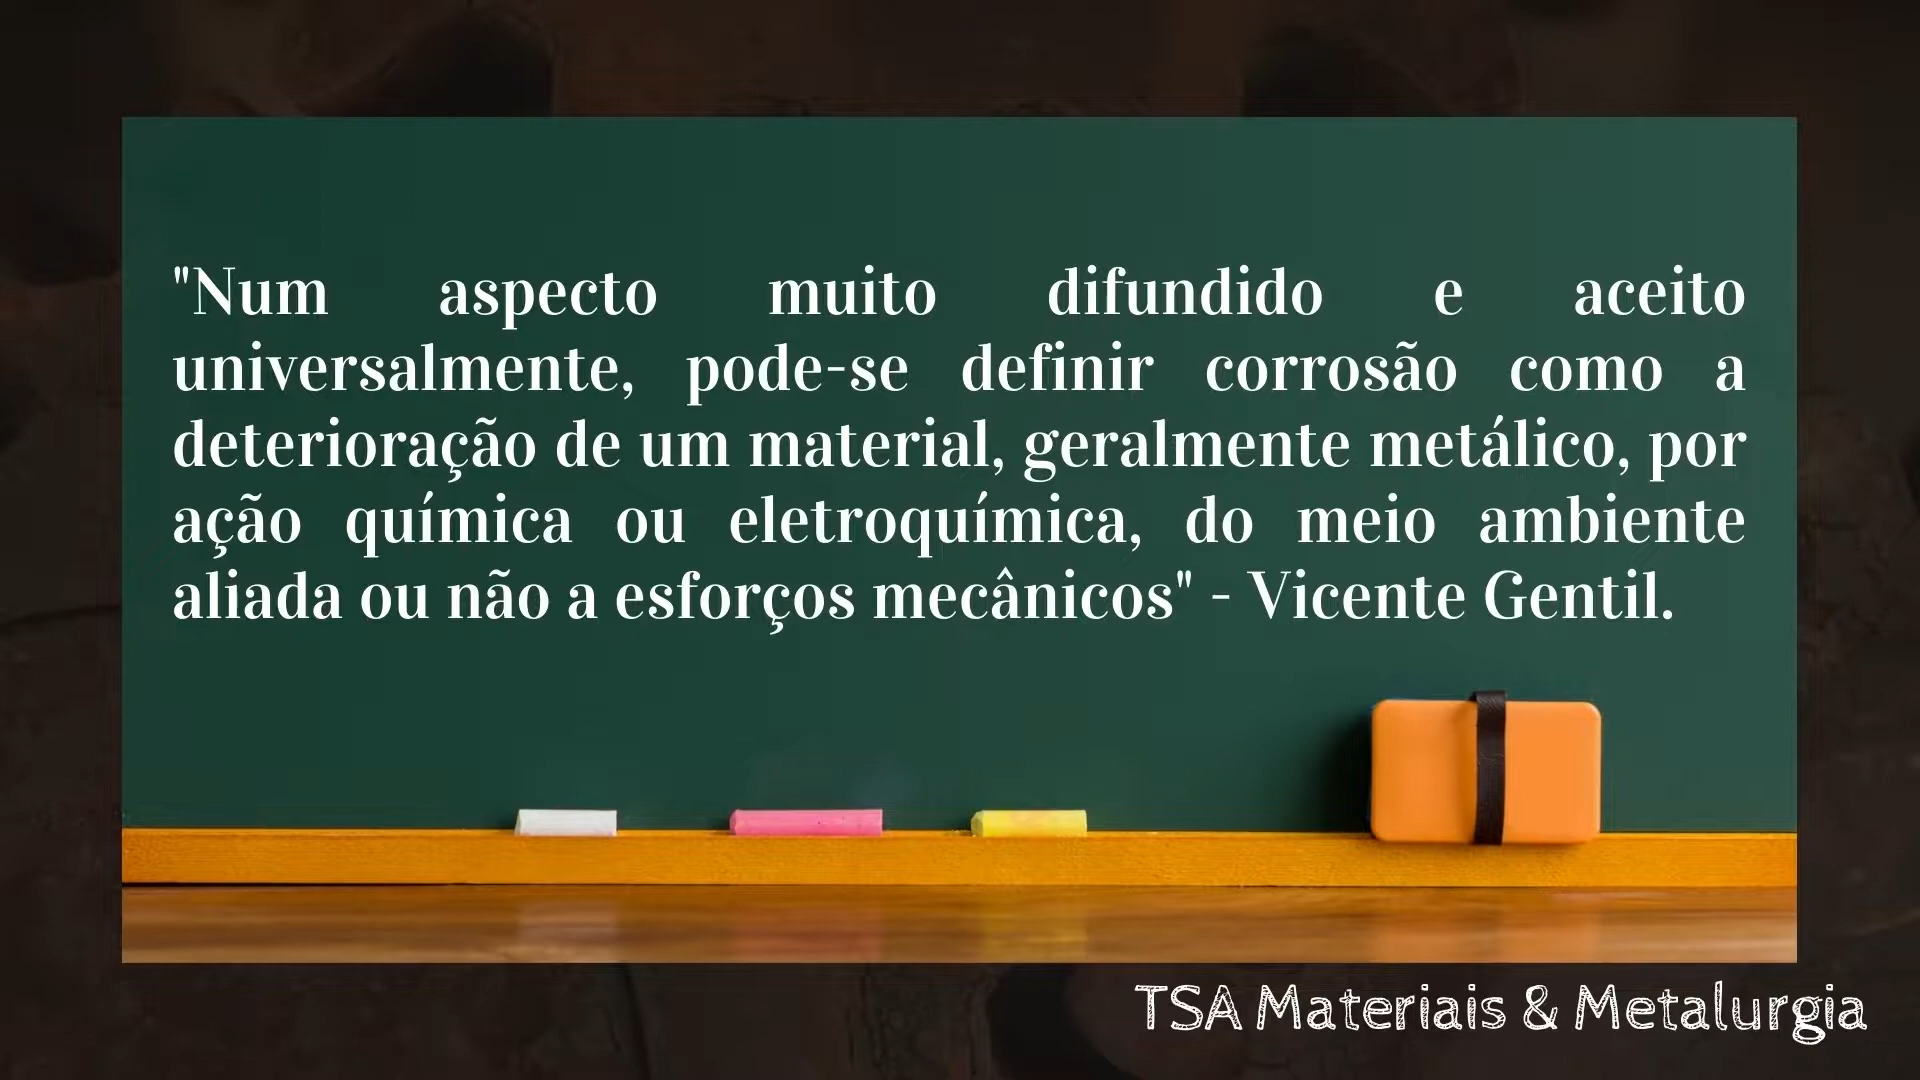 "Num aspecto muito difundido e aceito
universalmente, pode-se definir corrosão como a
deterioração de um material, geralmente metálico, por
ação química ou eletroquímica, do meio ambiente
aliada ou não a esforços mecânicos" - Vicente Gentil.
TSA Materiais & Metalurgia